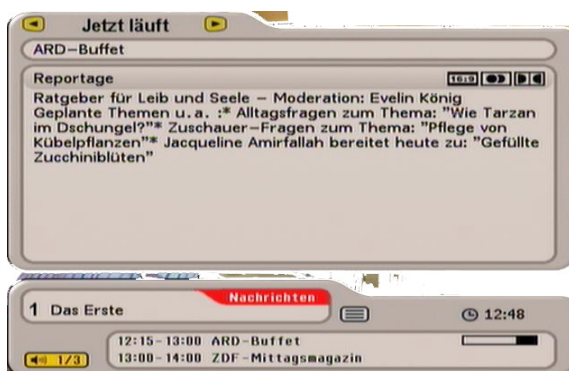 Jetzt läuft
ARD-Buffet
Reportage 16:9
Ratgeber für Leib und Seele – Moderation: Evelin König
Geplante Themen u.a. :* Alltagsfragen zum Thema: "Wie Tarzan
im Dschungel?"* Zuschauer-Fragen zum Thema: "Pflege von
Kübelpflanzen"* Jacqueline Amirfallah bereitet heute zu: "Gefüllte
Zucchiniblüten"
Nachrichten
1 Das Erste
12:48
12:15-13:00 ARD-Buffet
1/3 13:00-14:00 ZDF-Mittagsmagazin